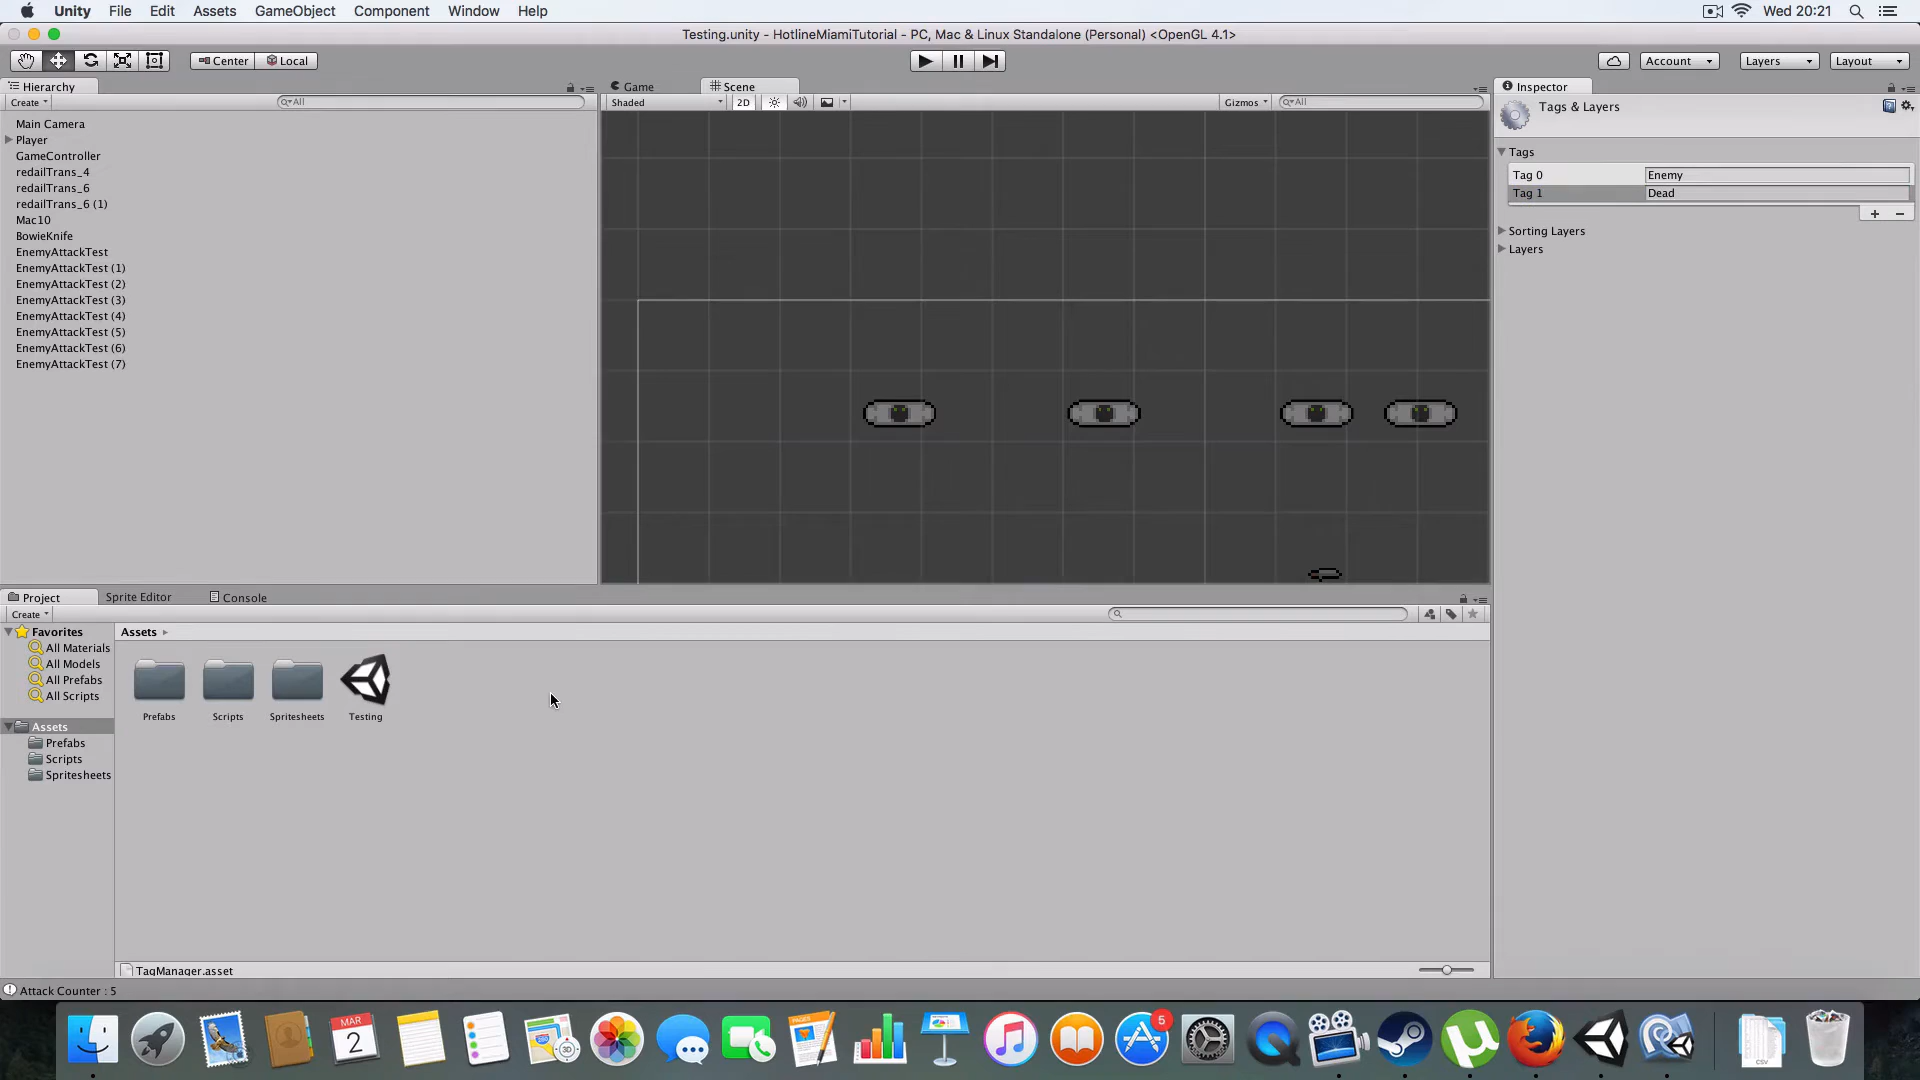 Unity File Edit Assets GameObject Component Window Help Wed 20:21
Testing.unity - HotlineMiamiTutorial - PC, Mac & Linux Standalone (Personal) <OpenGL 4.1>
Center Local Account Layers Layout
Hierarchy Game Scene Inspector
Create All Shaded 2D Gizmos All
Tags & Layers
Main Camera
Player
GameController
redailTrans_4
redailTrans_6
redailTrans_6 (1)
Mac10
BowieKnife
EnemyAttackTest
EnemyAttackTest (1)
EnemyAttackTest (2)
EnemyAttackTest (3)
EnemyAttackTest (4)
EnemyAttackTest (5)
EnemyAttackTest (6)
EnemyAttackTest (7)
Tags
Tag 0 Enemy
Tag 1 Dead
Sorting Layers
Layers
Project Sprite Editor Console
Create
Favorites
All Materials
All Models
All Prefabs
All Scripts
Assets
Prefabs
Scripts
Spritesheets
Assets
Prefabs Scripts Spritesheets Testing
TagManager.asset
Attack Counter : 5
MAR
2
3D
PAGES
5
CSV